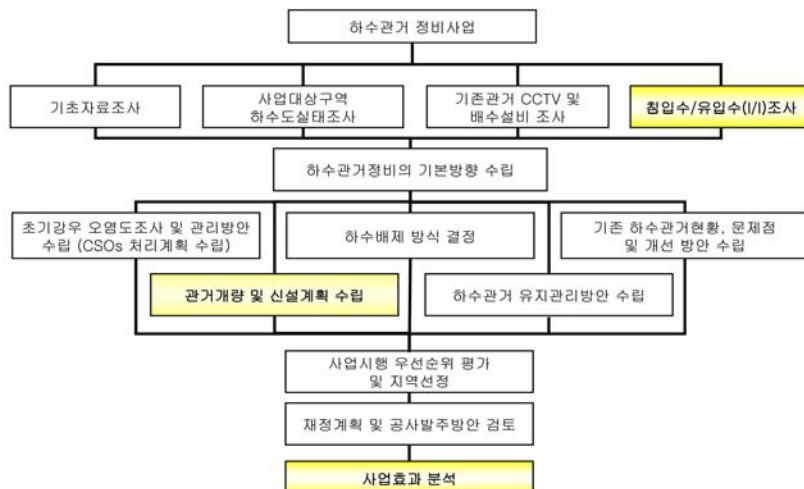 하수관거 정비사업
기초자료조사
사업대상구역
하수도실태조사
기존관거 CCTV 및
배수설비 조사
침입수/유입수(I/I)조사
하수관거정비의 기본방향 수립
초기강우 오염도조사 및 관리방안
수립 (CSOs 처리계획 수립)
하수배제 방식 결정
기존 하수관거현황, 문제점
및 개선 방안 수립
관거개량 및 신설계획 수립
하수관거 유지관리방안 수립
사업시행 우선순위 평가
및 지역선정
재정계획 및 공사발주방안 검토
사업효과 분석